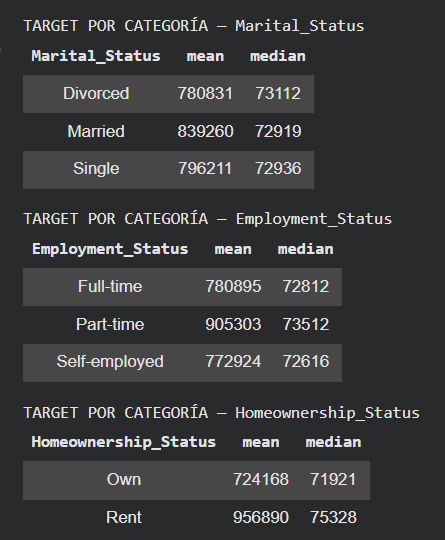 TARGET POR CATEGORÍA — Marital_Status
Marital_Status mean median
Divorced 780831 73112
Married 839260 72919
Single 796211 72936
TARGET POR CATEGORÍA — Employment_Status
Employment_Status mean median
Full-time 780895 72812
Part-time 905303 73512
Self-employed 772924 72616
TARGET POR CATEGORÍA — Homeownership_Status
Homeownership_Status mean median
Own 724168 71921
Rent 956890 75328